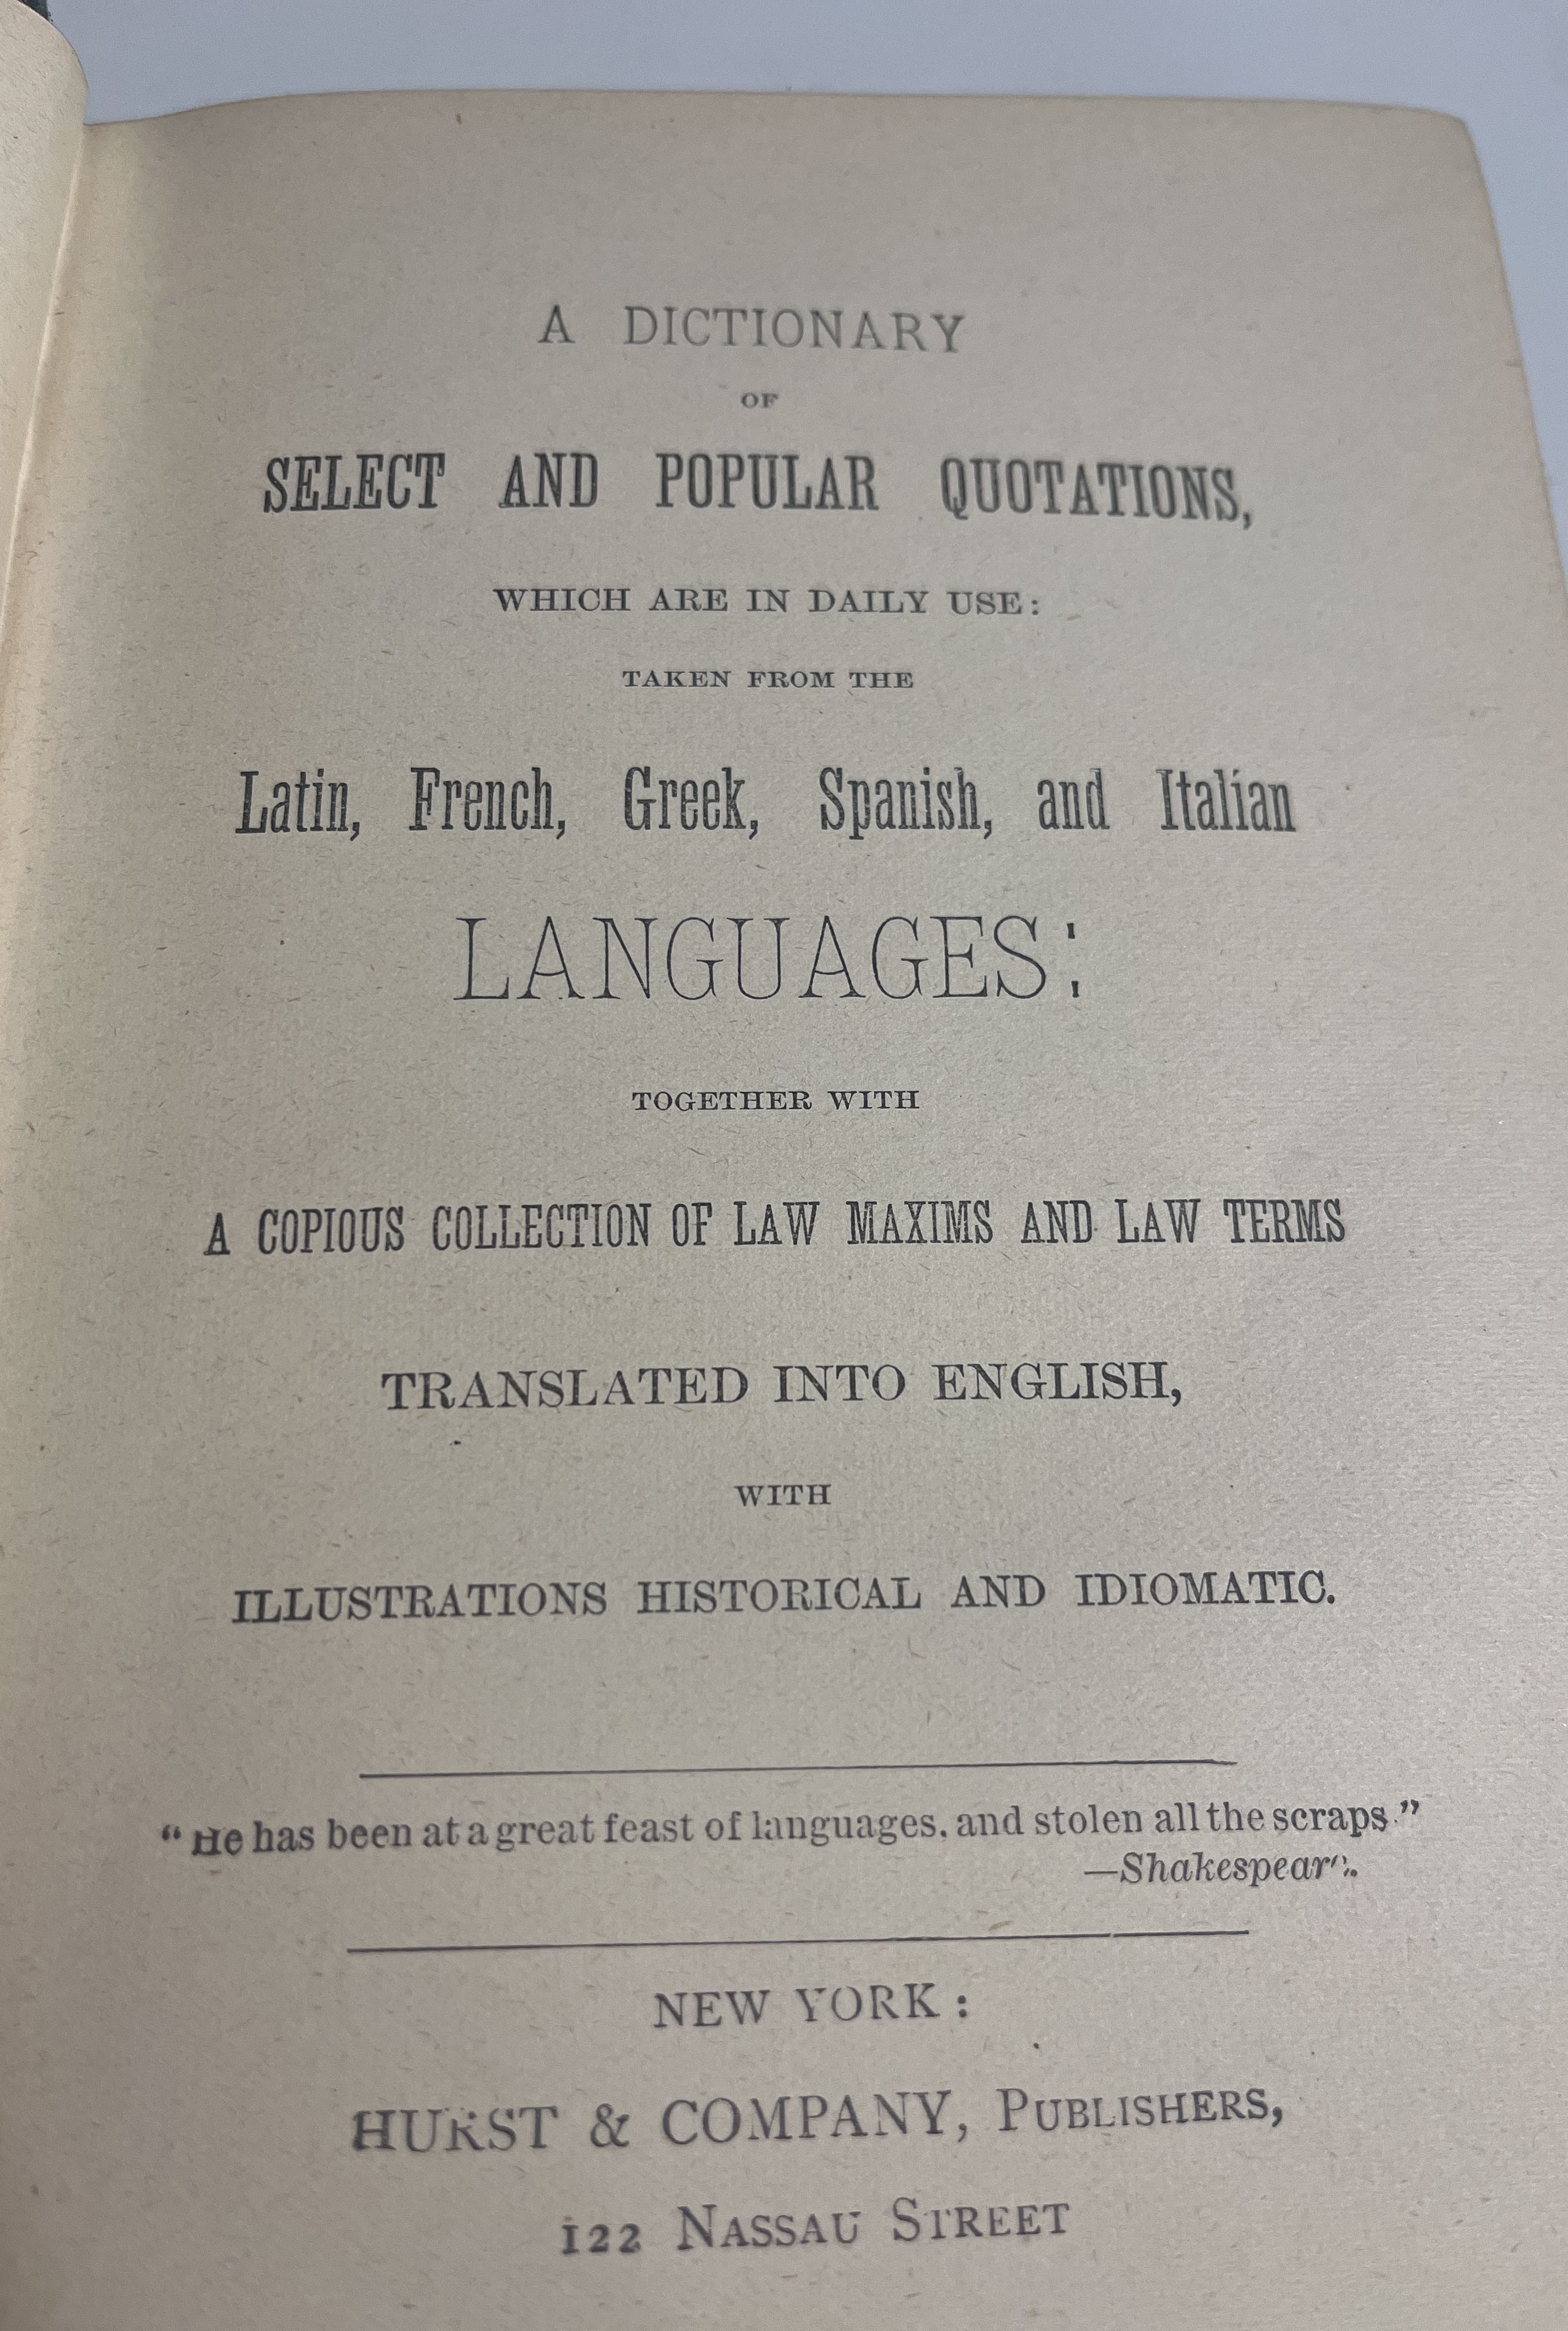 A DICTIONARY
OF
SELECT AND POPULAR QUOTATIONS,
WHICH ARE IN DAILY USE:
TAKEN FROM THE
Latin, French, Greek, Spanish, and Italian
LANGUAGES:
TOGETHER WITH
A COPIOUS COLLECTION OF LAW MAXIMS AND LAW TERMS
TRANSLATED INTO ENGLISH,
WITH
ILLUSTRATIONS HISTORICAL AND IDIOMATIC.
“He has been at a great feast of languages, and stolen all the scraps.”
—Shakespeare.
NEW YORK:
HURST & COMPANY, PUBLISHERS,
122 NASSAU STREET